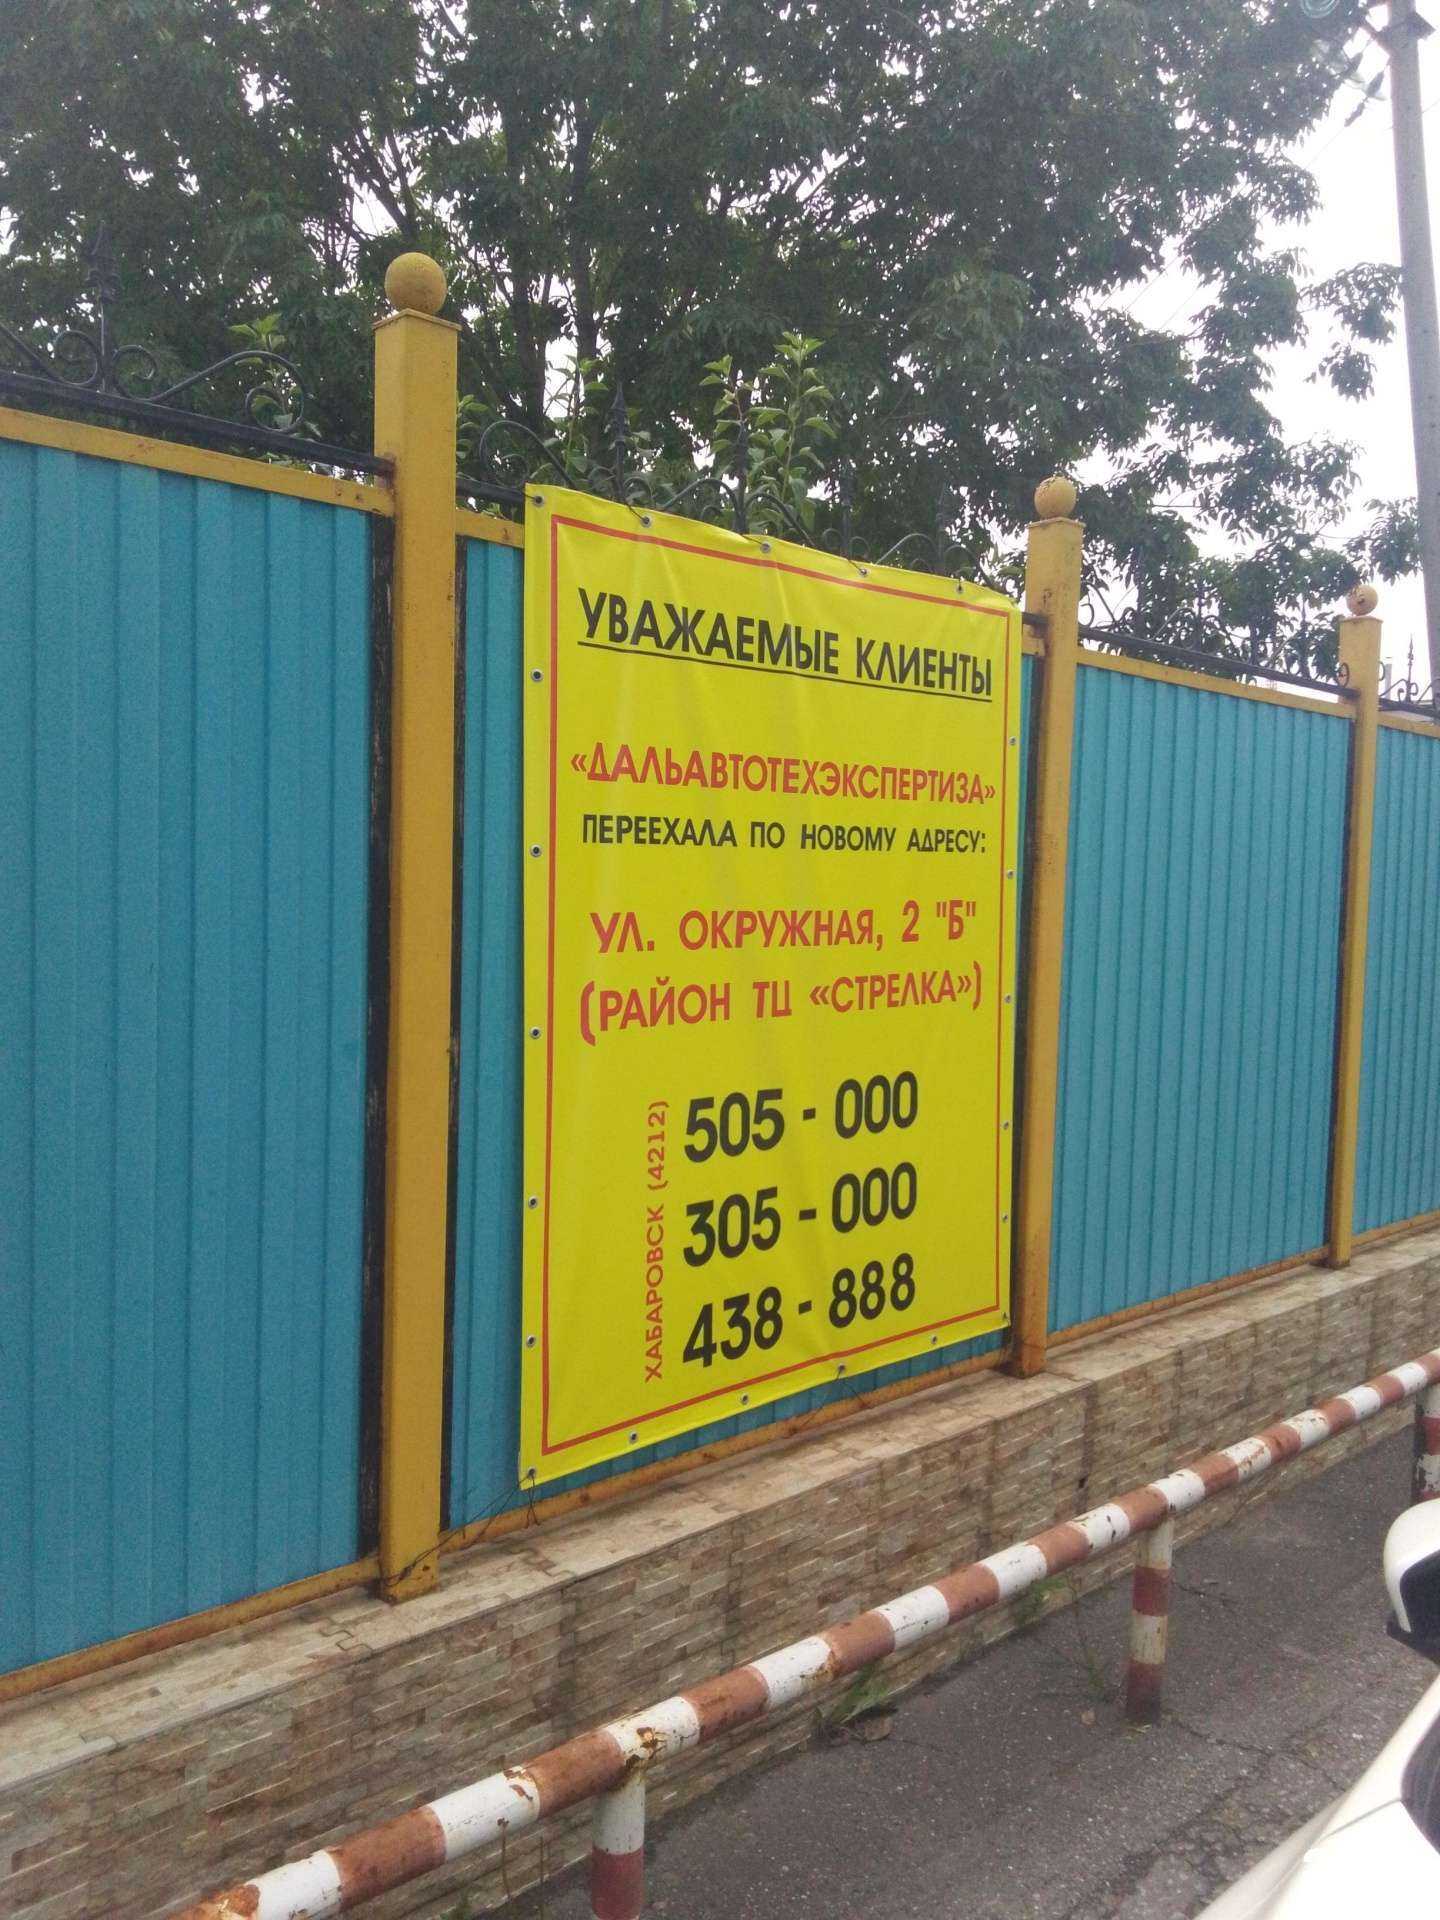 УВАЖАЕМЫЕ КЛИЕНТЫ
«ДАЛЬАВТОТЕХЭКСПЕРТИЗА»
ПЕРЕЕХАЛА ПО НОВОМУ АДРЕСУ:
УЛ. ОКРУЖНАЯ, 2 "Б"
(РАЙОН ТЦ «СТРЕЛКА»)
ХАБАРОВСК (4212)
505 - 000
305 - 000
438 - 888